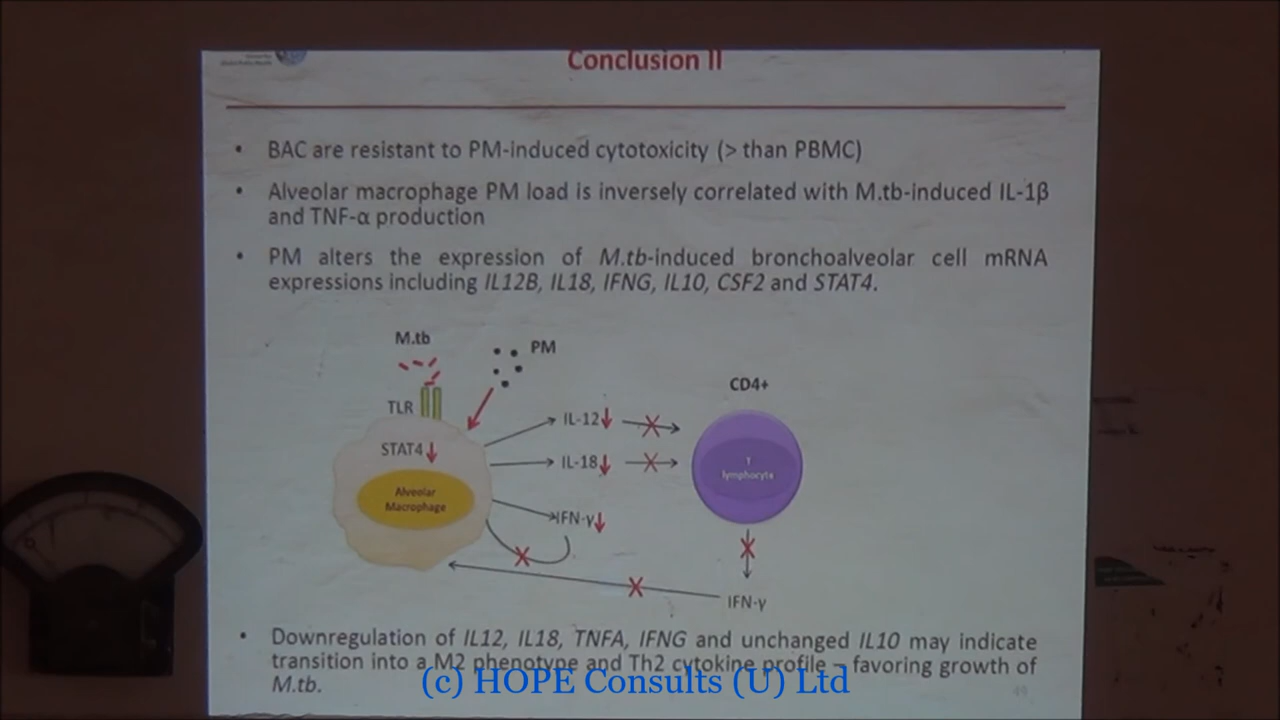 Conclusion II
• BAC are resistant to PM-induced cytotoxicity (> than PBMC)
• Alveolar macrophage PM load is inversely correlated with M.tb-induced IL-1β
and TNF-α production
• PM alters the expression of M.tb-induced bronchoalveolar cell mRNA
expressions including IL12B, IL18, IFNG, IL10, CSF2 and STAT4.
M.tb
PM
CD4+
TLR
IL-12
STAT4
IL-18
T
lymphocyte
Alveolar
Macrophage
IFN-γ
IFN-γ
• Downregulation of IL12, IL18, TNFA, IFNG and unchanged IL10 may indicate
transition into a M2 phenotype and Th2 cytokine profile – favoring growth of
M.tb.
(c) HOPE Consults (U) Ltd
49